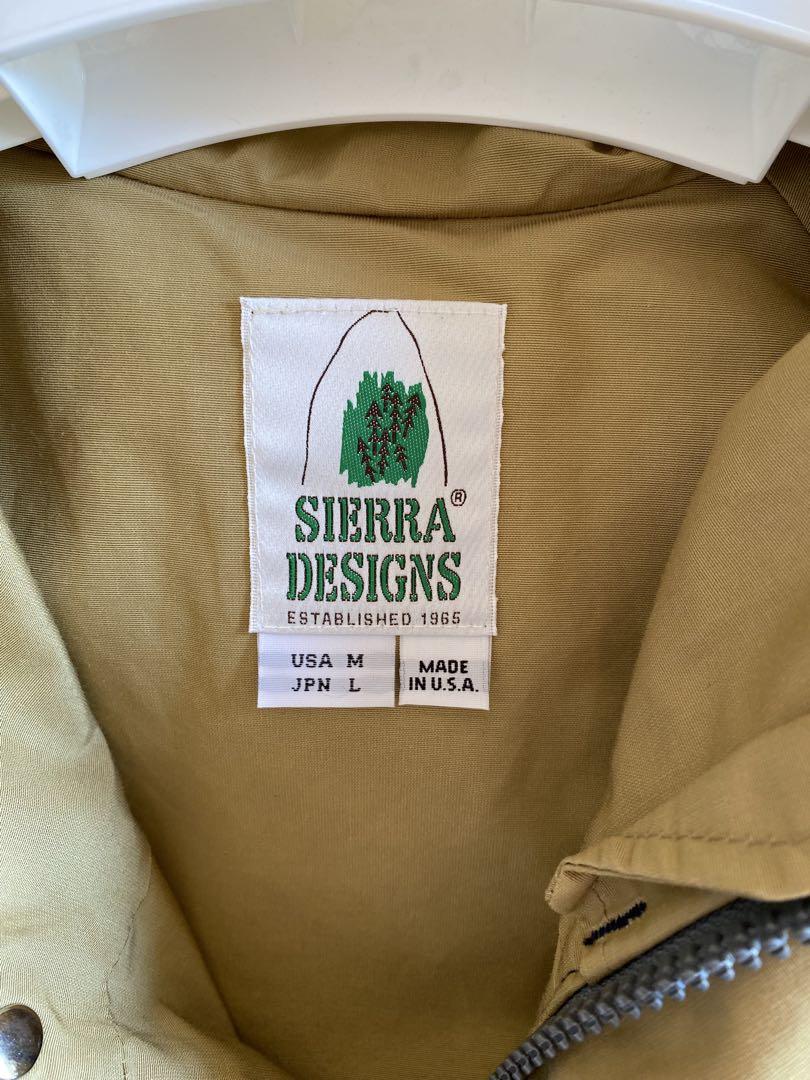 SIERRA®
DESIGNS
ESTABLISHED 1965
USA M
JPN L
MADE
IN U.S.A.